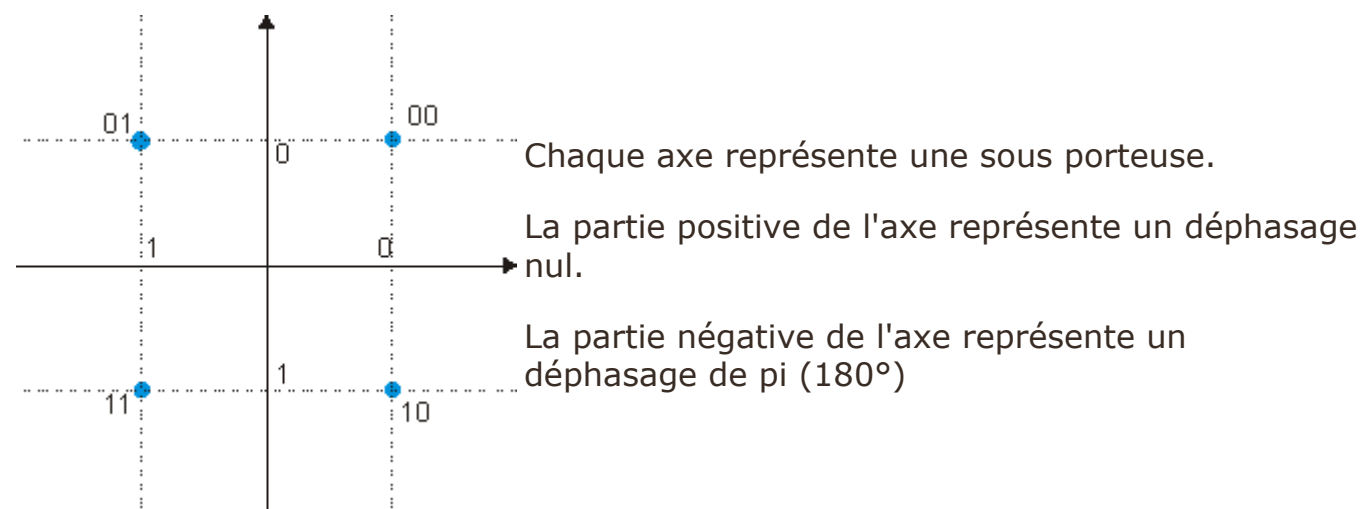 01
00
0
1
0
1
11
10
Chaque axe représente une sous porteuse.
La partie positive de l'axe représente un déphasage
nul.
La partie négative de l'axe représente un
déphasage de pi (180°)